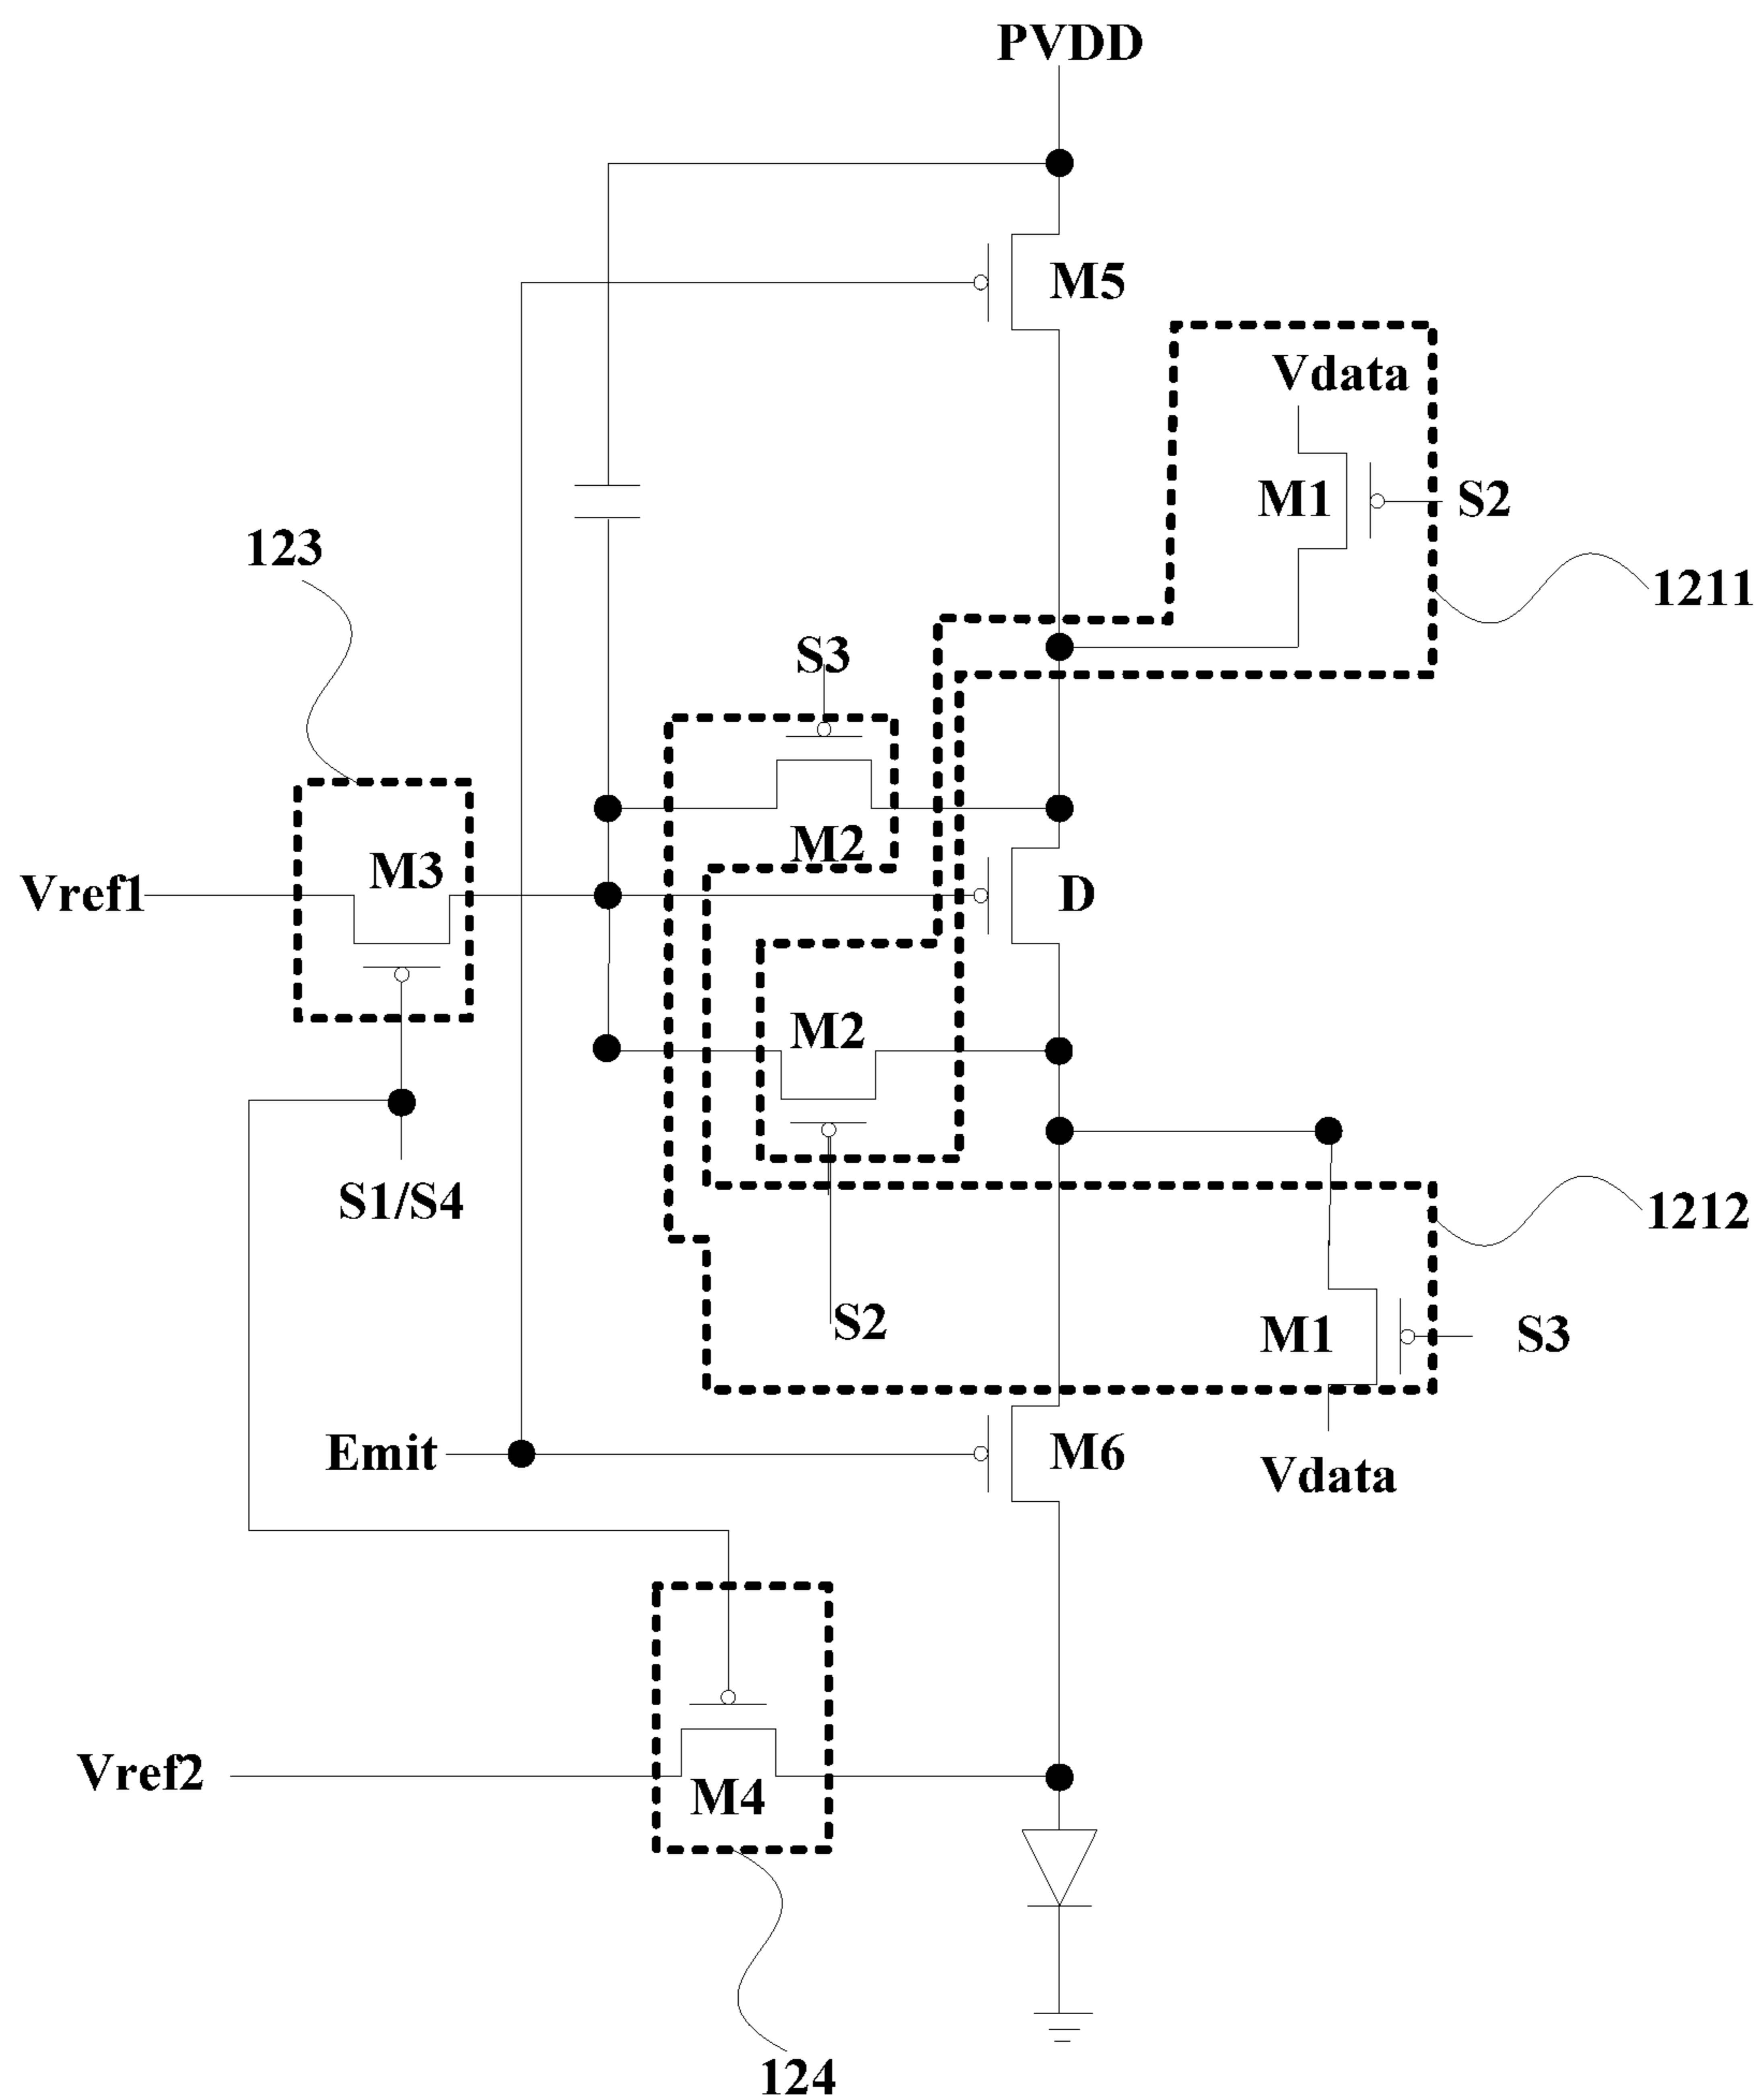 PVDD
M5
Vdata
M1
S2
123
1211
S3
M2
M3
Vref1
D
M2
S1/S4
1212
S2
M1
S3
Emit
M6
Vdata
Vref2
M4
124